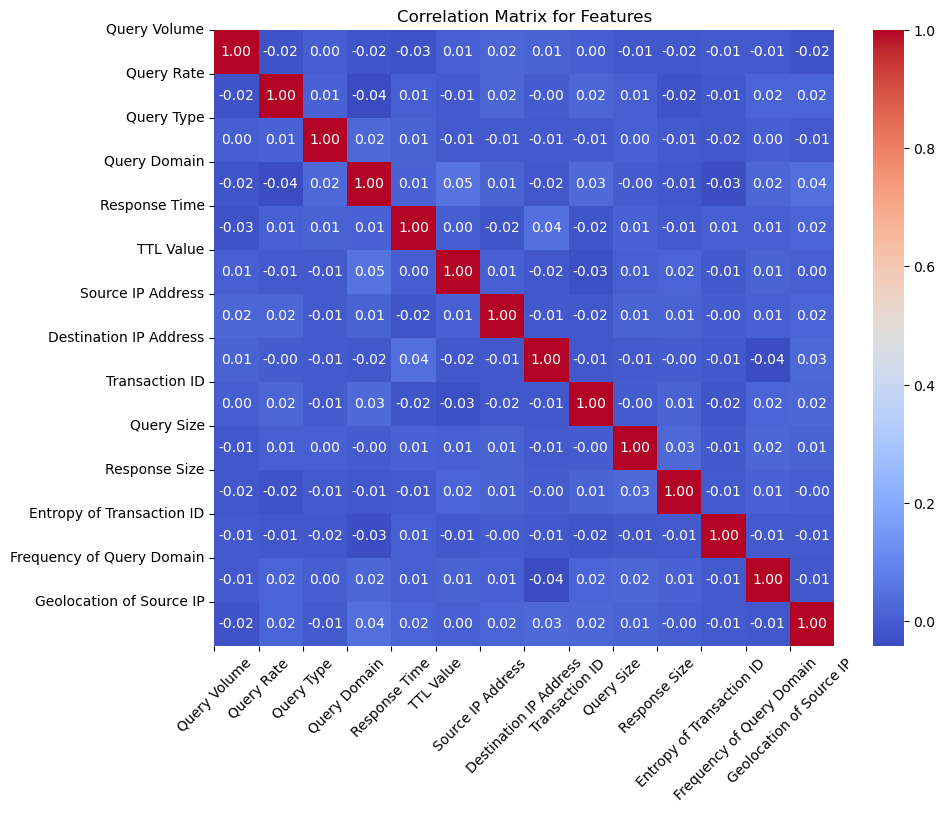 Correlation Matrix for Features
Query Volume
1.00 -0.02 0.00 -0.02 -0.03 0.01 0.02 0.01 0.00 -0.01 -0.02 -0.01 -0.01 -0.02
Query Rate
-0.02 1.00 0.01 -0.04 0.01 -0.01 0.02 -0.00 0.02 0.01 -0.02 -0.01 0.02 0.02
Query Type
0.00 0.01 1.00 0.02 0.01 -0.01 -0.01 -0.01 -0.01 0.00 -0.01 -0.02 0.00 -0.01
Query Domain
-0.02 -0.04 0.02 1.00 0.01 0.05 0.01 -0.02 0.03 -0.00 -0.01 -0.03 0.02 0.04
Response Time
-0.03 0.01 0.01 0.01 1.00 0.00 -0.02 0.04 -0.02 0.01 -0.01 0.01 0.01 0.02
TTL Value
0.01 -0.01 -0.01 0.05 0.00 1.00 0.01 -0.02 -0.03 0.01 0.02 -0.01 0.01 0.00
Source IP Address
0.02 0.02 -0.01 0.01 -0.02 0.01 1.00 -0.01 -0.02 0.01 0.01 -0.00 0.01 0.02
Destination IP Address
0.01 -0.00 -0.01 -0.02 0.04 -0.02 -0.01 1.00 -0.01 -0.01 -0.00 -0.01 -0.04 0.03
Transaction ID
0.00 0.02 -0.01 0.03 -0.02 -0.03 -0.02 -0.01 1.00 -0.00 0.01 -0.02 0.02 0.02
Query Size
-0.01 0.01 0.00 -0.00 0.01 0.01 0.01 -0.01 -0.00 1.00 0.03 -0.01 0.02 0.01
Response Size
-0.02 -0.02 -0.01 -0.01 -0.01 0.02 0.01 -0.00 0.01 0.03 1.00 -0.01 0.01 -0.00
Entropy of Transaction ID
-0.01 -0.01 -0.02 -0.03 0.01 -0.01 -0.00 -0.01 -0.02 -0.01 -0.01 1.00 -0.01 -0.01
Frequency of Query Domain
-0.01 0.02 0.00 0.02 0.01 0.01 0.01 -0.04 0.02 0.02 0.01 -0.01 1.00 -0.01
Geolocation of Source IP
-0.02 0.02 -0.01 0.04 0.02 0.00 0.02 0.03 0.02 0.01 -0.00 -0.01 -0.01 1.00
Query Volume
Query Rate
Query Type
Query Domain
Response Time
TTL Value
Source IP Address
Destination IP Address
Transaction ID
Query Size
Response Size
Entropy of Transaction ID
Frequency of Query Domain
Geolocation of Source IP
1.0
0.8
0.6
0.4
0.2
0.0